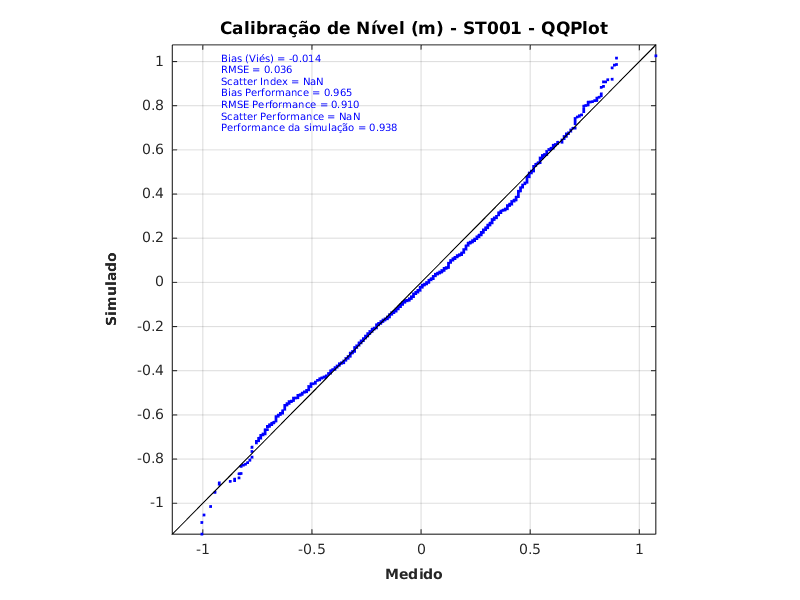 Calibração de Nível (m) - ST001 - QQPlot
Bias (Viés) = -0.014
RMSE = 0.036
Scatter Index = NaN
Bias Performance = 0.965
RMSE Performance = 0.910
Scatter Performance = NaN
Performance da simulação = 0.938
1
0.8
0.6
0.4
0.2
0
-0.2
-0.4
-0.6
-0.8
-1
Simulado
-1 -0.5 0 0.5 1
Medido